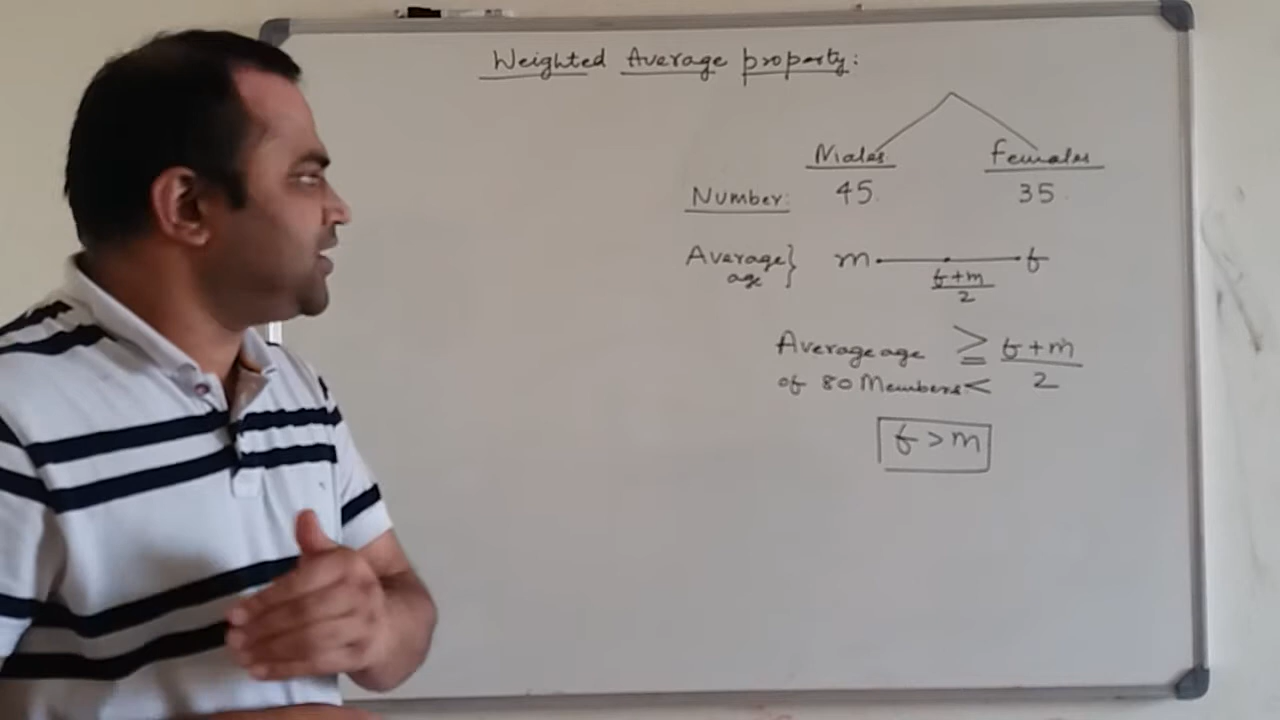 Weighted Average property:
Males Females
Number: 45 35
Average age} m f
f+m
2
Average age of 80 Members ≥ < f+m
2
f > m